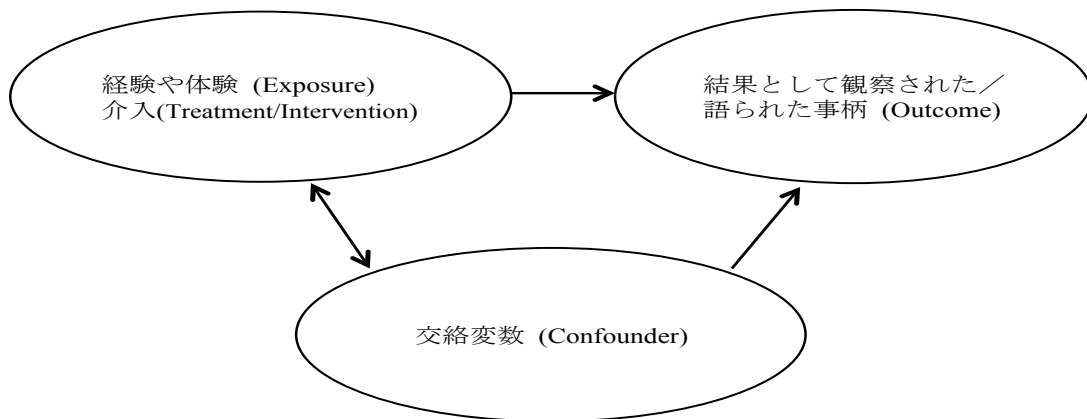 経験や体験 (Exposure)
介入(Treatment/Intervention)
結果として観察された／
語られた事柄 (Outcome)
交絡変数 (Confounder)